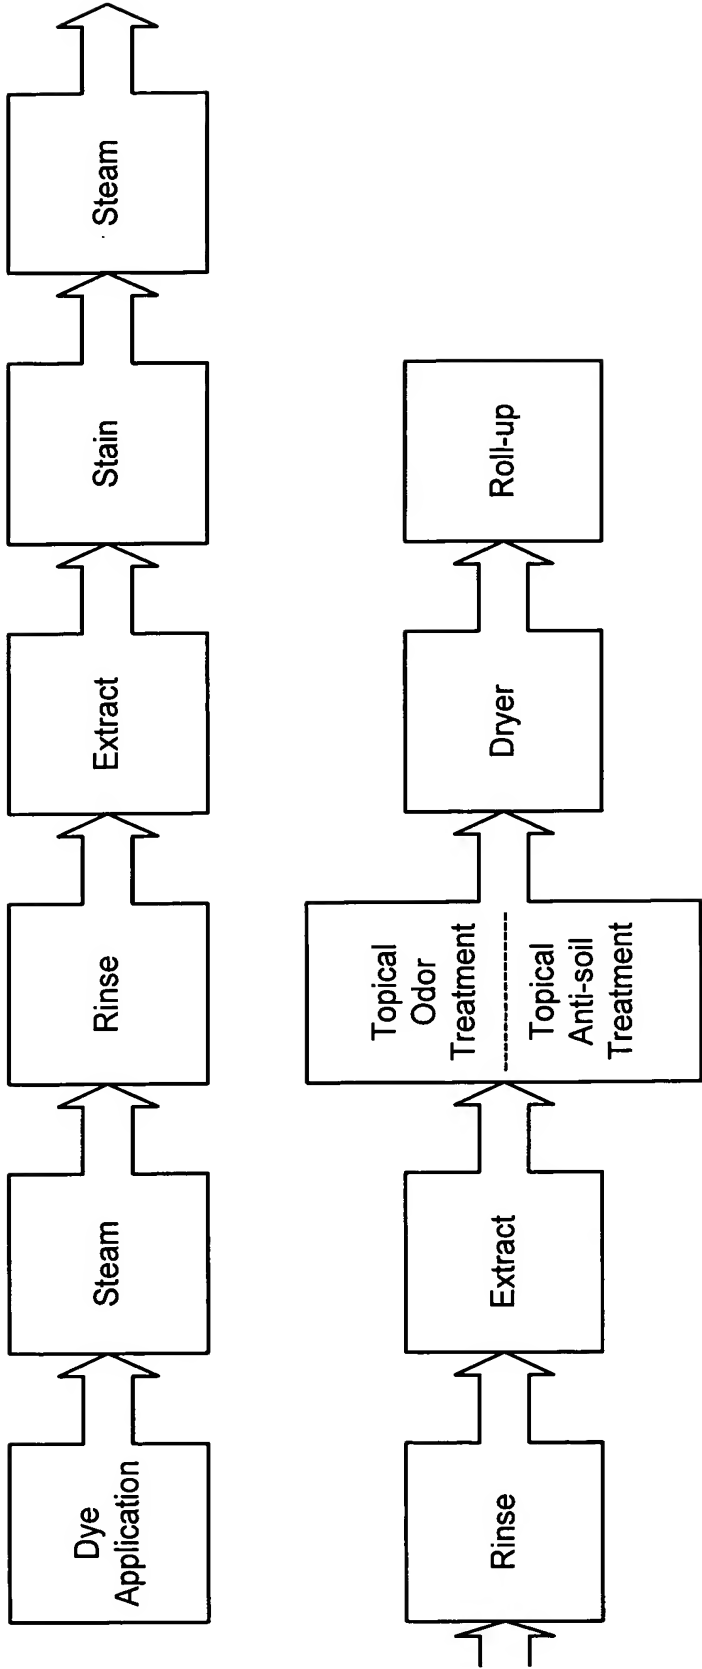 Dye
Application
Steam
Rinse
Extract
Stain
Steam
Rinse
Extract
Topical
Odor
Treatment
Topical
Anti-soil
Treatment
Dryer
Roll-up